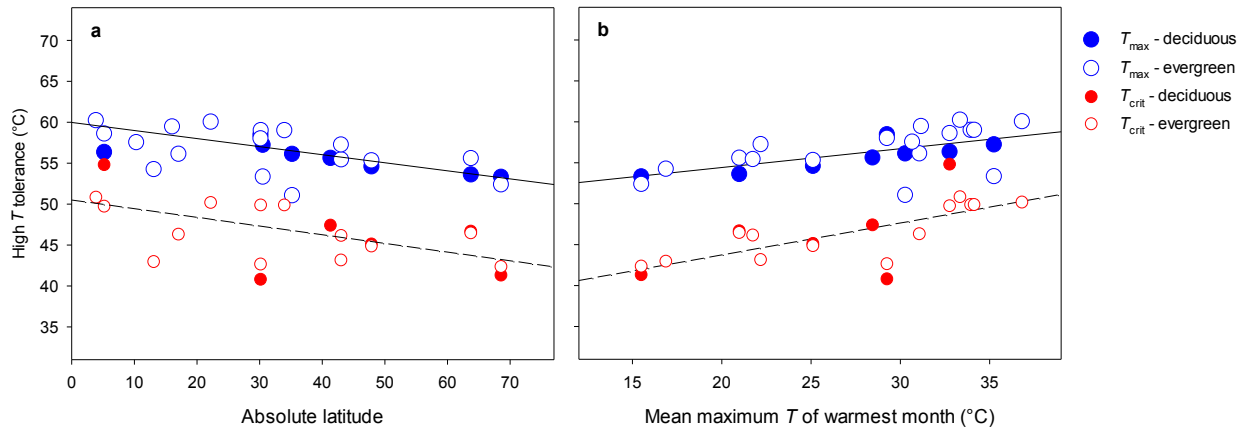 a
b
High T tolerance (°C)
70
65
60
55
50
45
40
35
0 10 20 30 40 50 60 70
15 20 25 30 35
Absolute latitude
Mean maximum T of warmest month (°C)
Tmax - deciduous
Tmax - evergreen
Tcrit - deciduous
Tcrit - evergreen